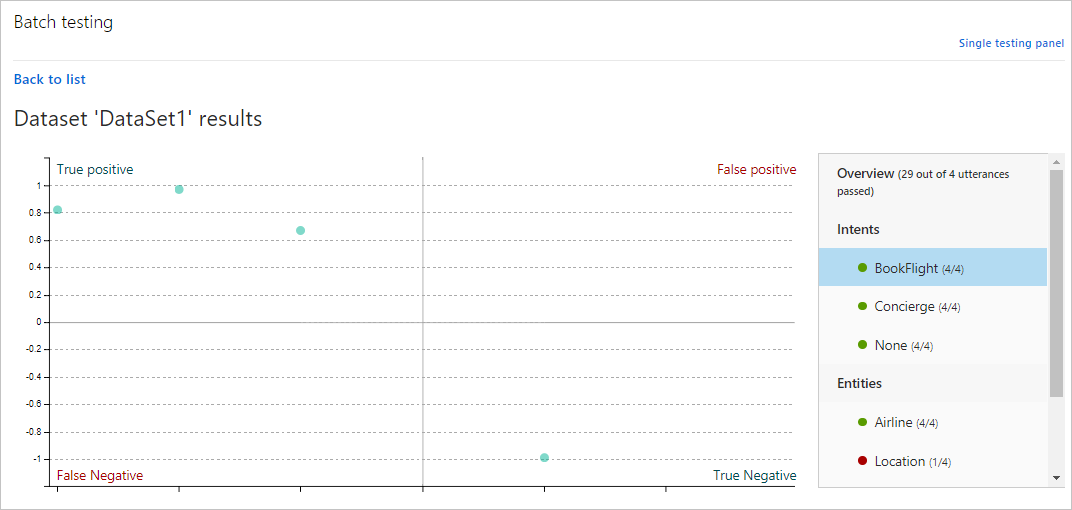 Batch testing
Single testing panel
Back to list
Dataset 'DataSet1' results
True positive
False positive
1
0.8
0.6
0.4
0.2
0
-0.2
-0.4
-0.6
-0.8
-1
False Negative
True Negative
Overview (29 out of 4 utterances
passed)
Intents
BookFlight (4/4)
Concierge (4/4)
None (4/4)
Entities
Airline (4/4)
Location (1/4)